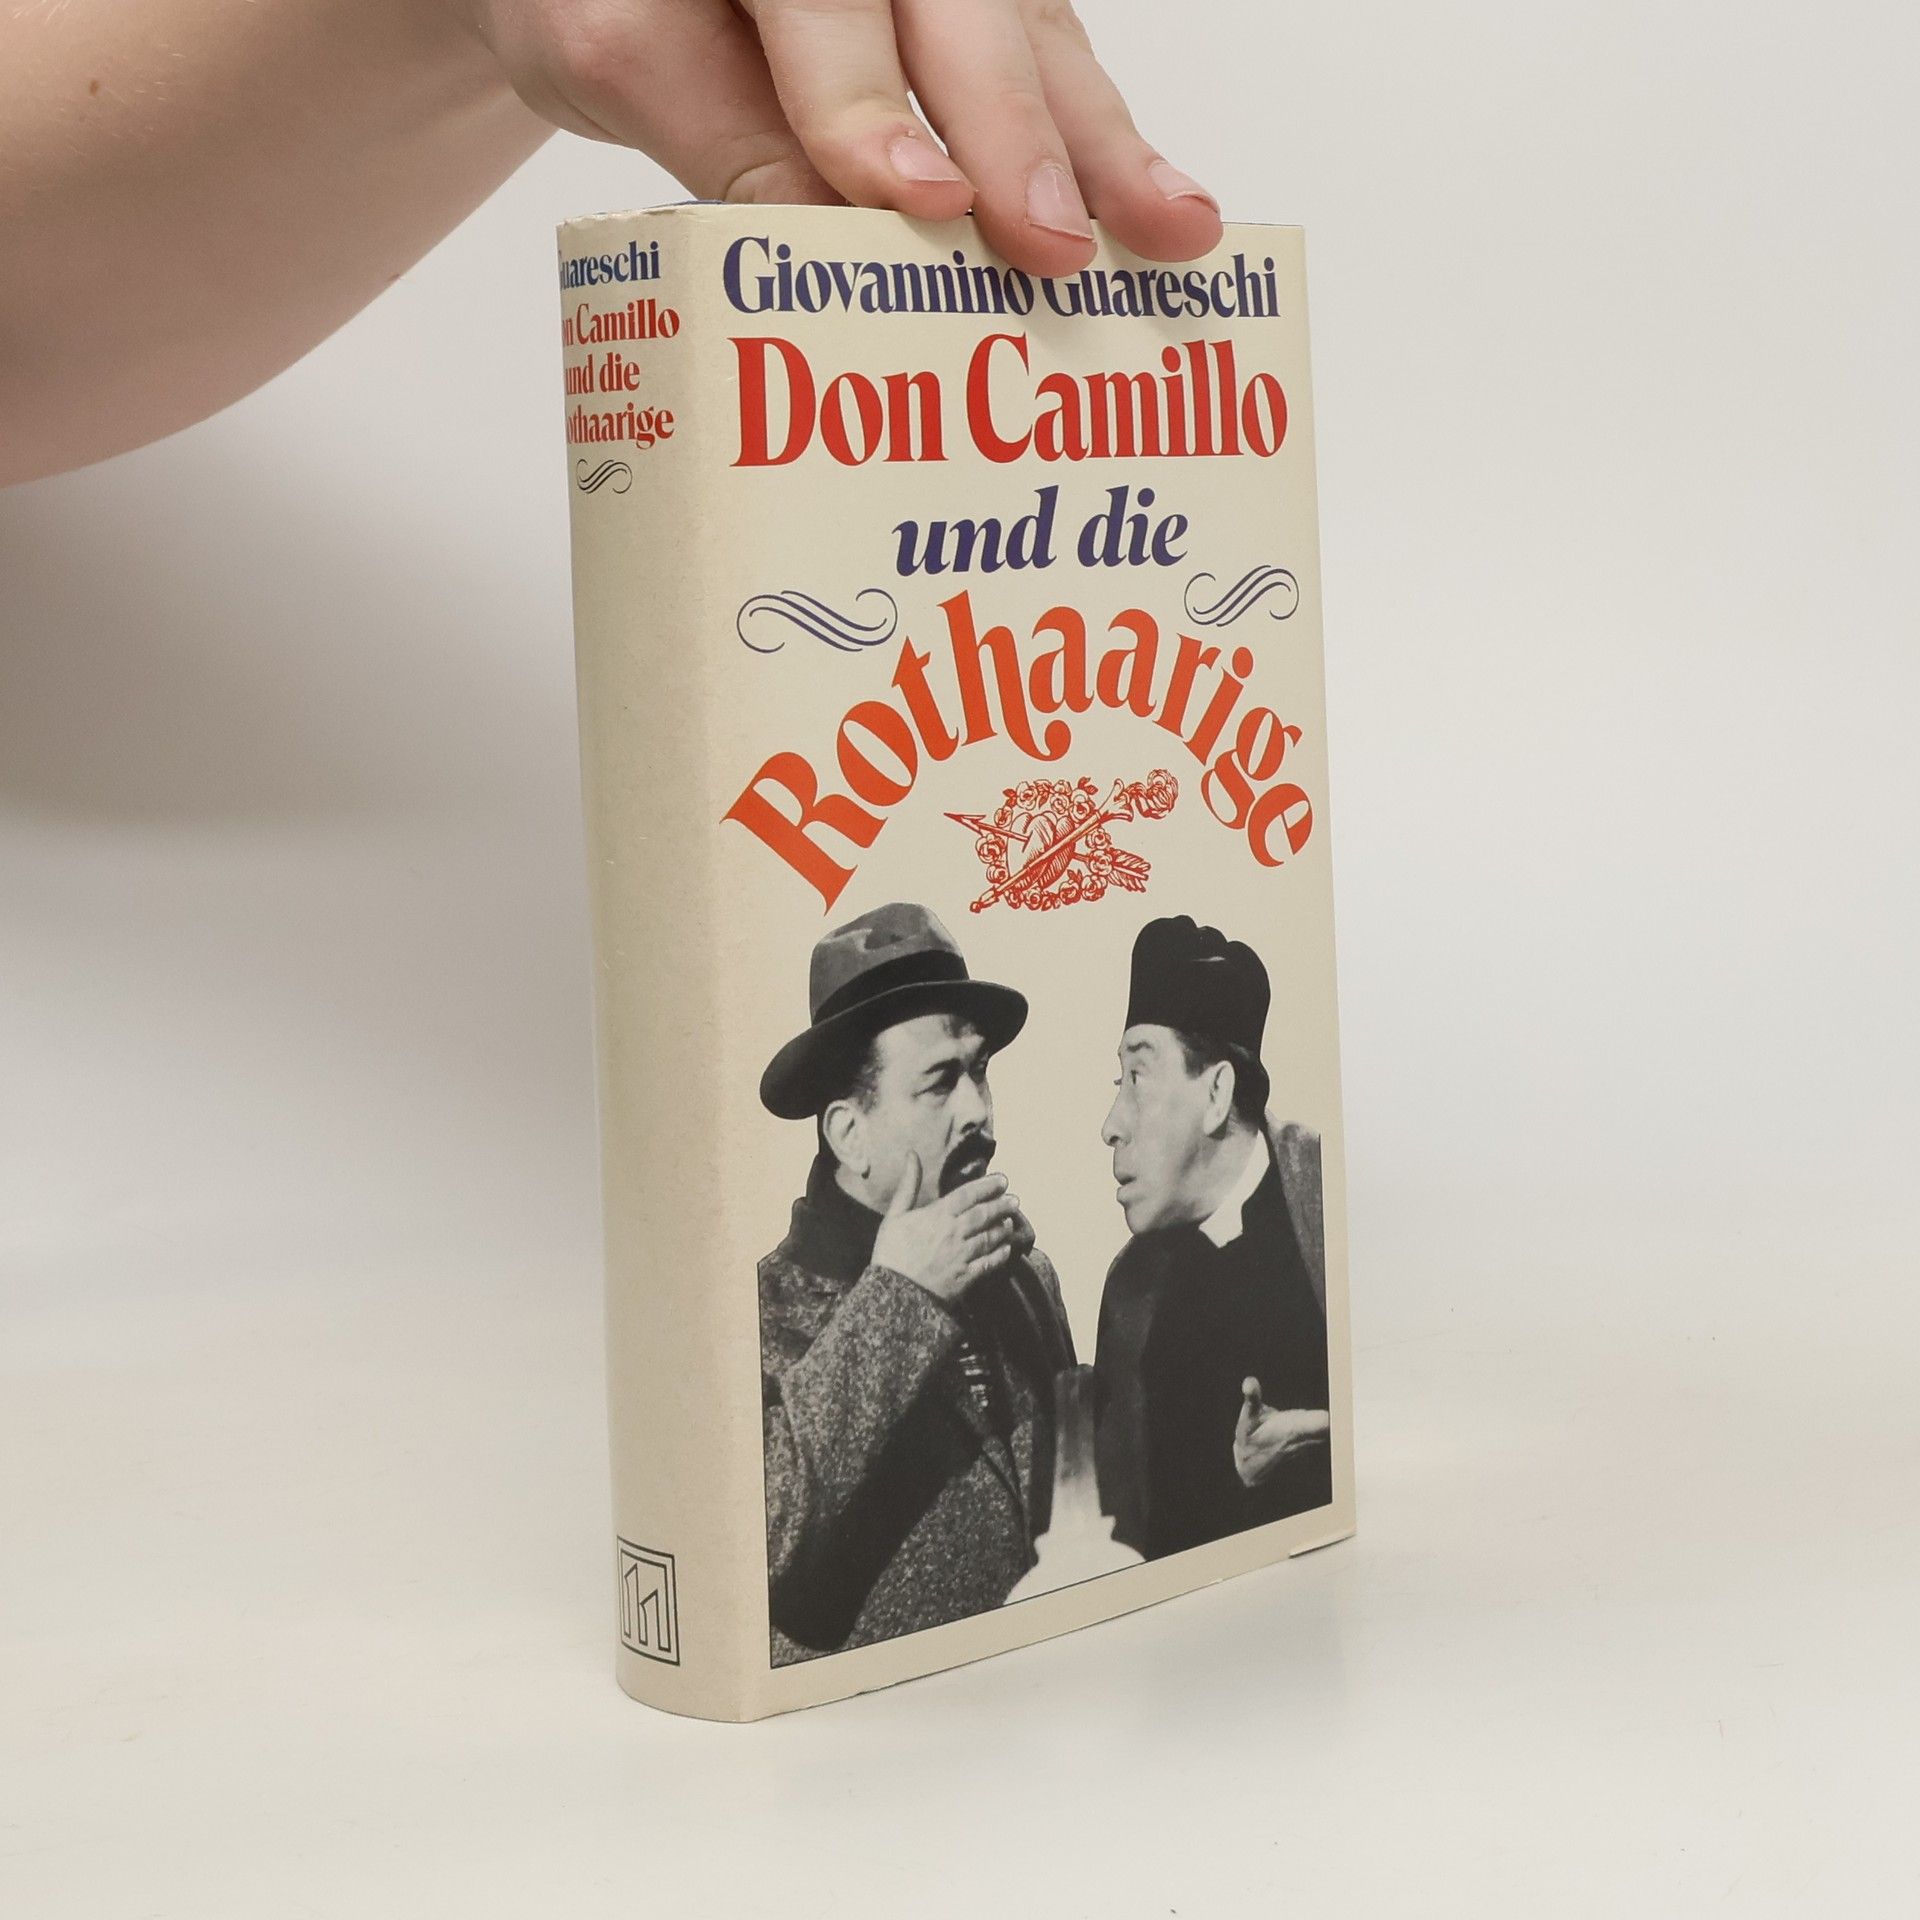 Guareschi
Don Camillo
und die
Rothaarige
Giovannino Guareschi
Don Camillo
und die
Rothaarige